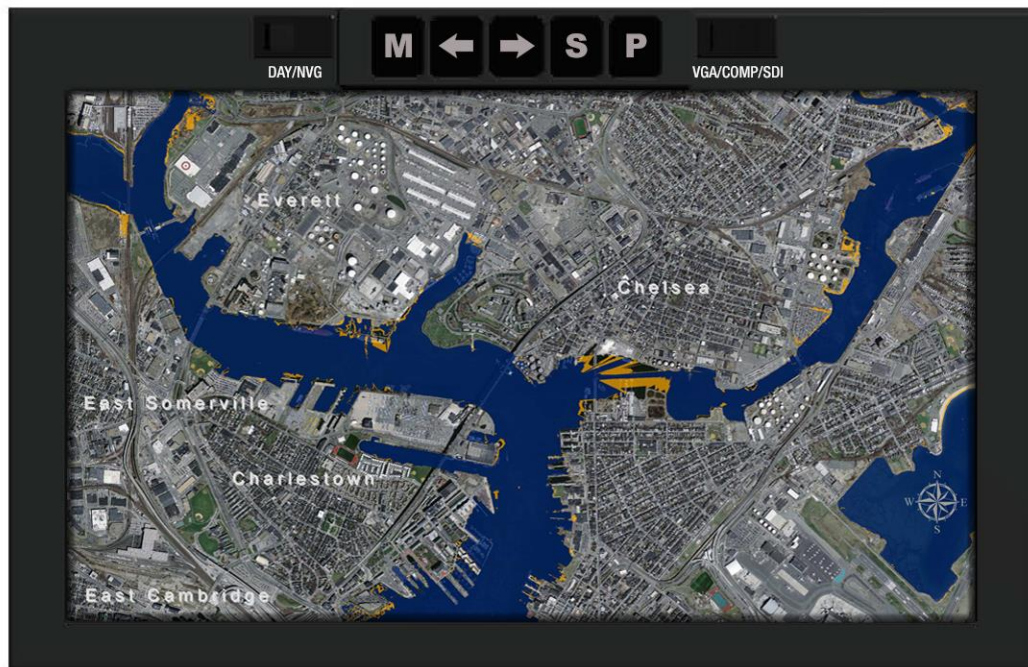 M S P
DAY/NVG
VGA/COMP/SDI
Everett
Chelsea
East Somerville
Charlestown
N
W E
S
East Cambridge